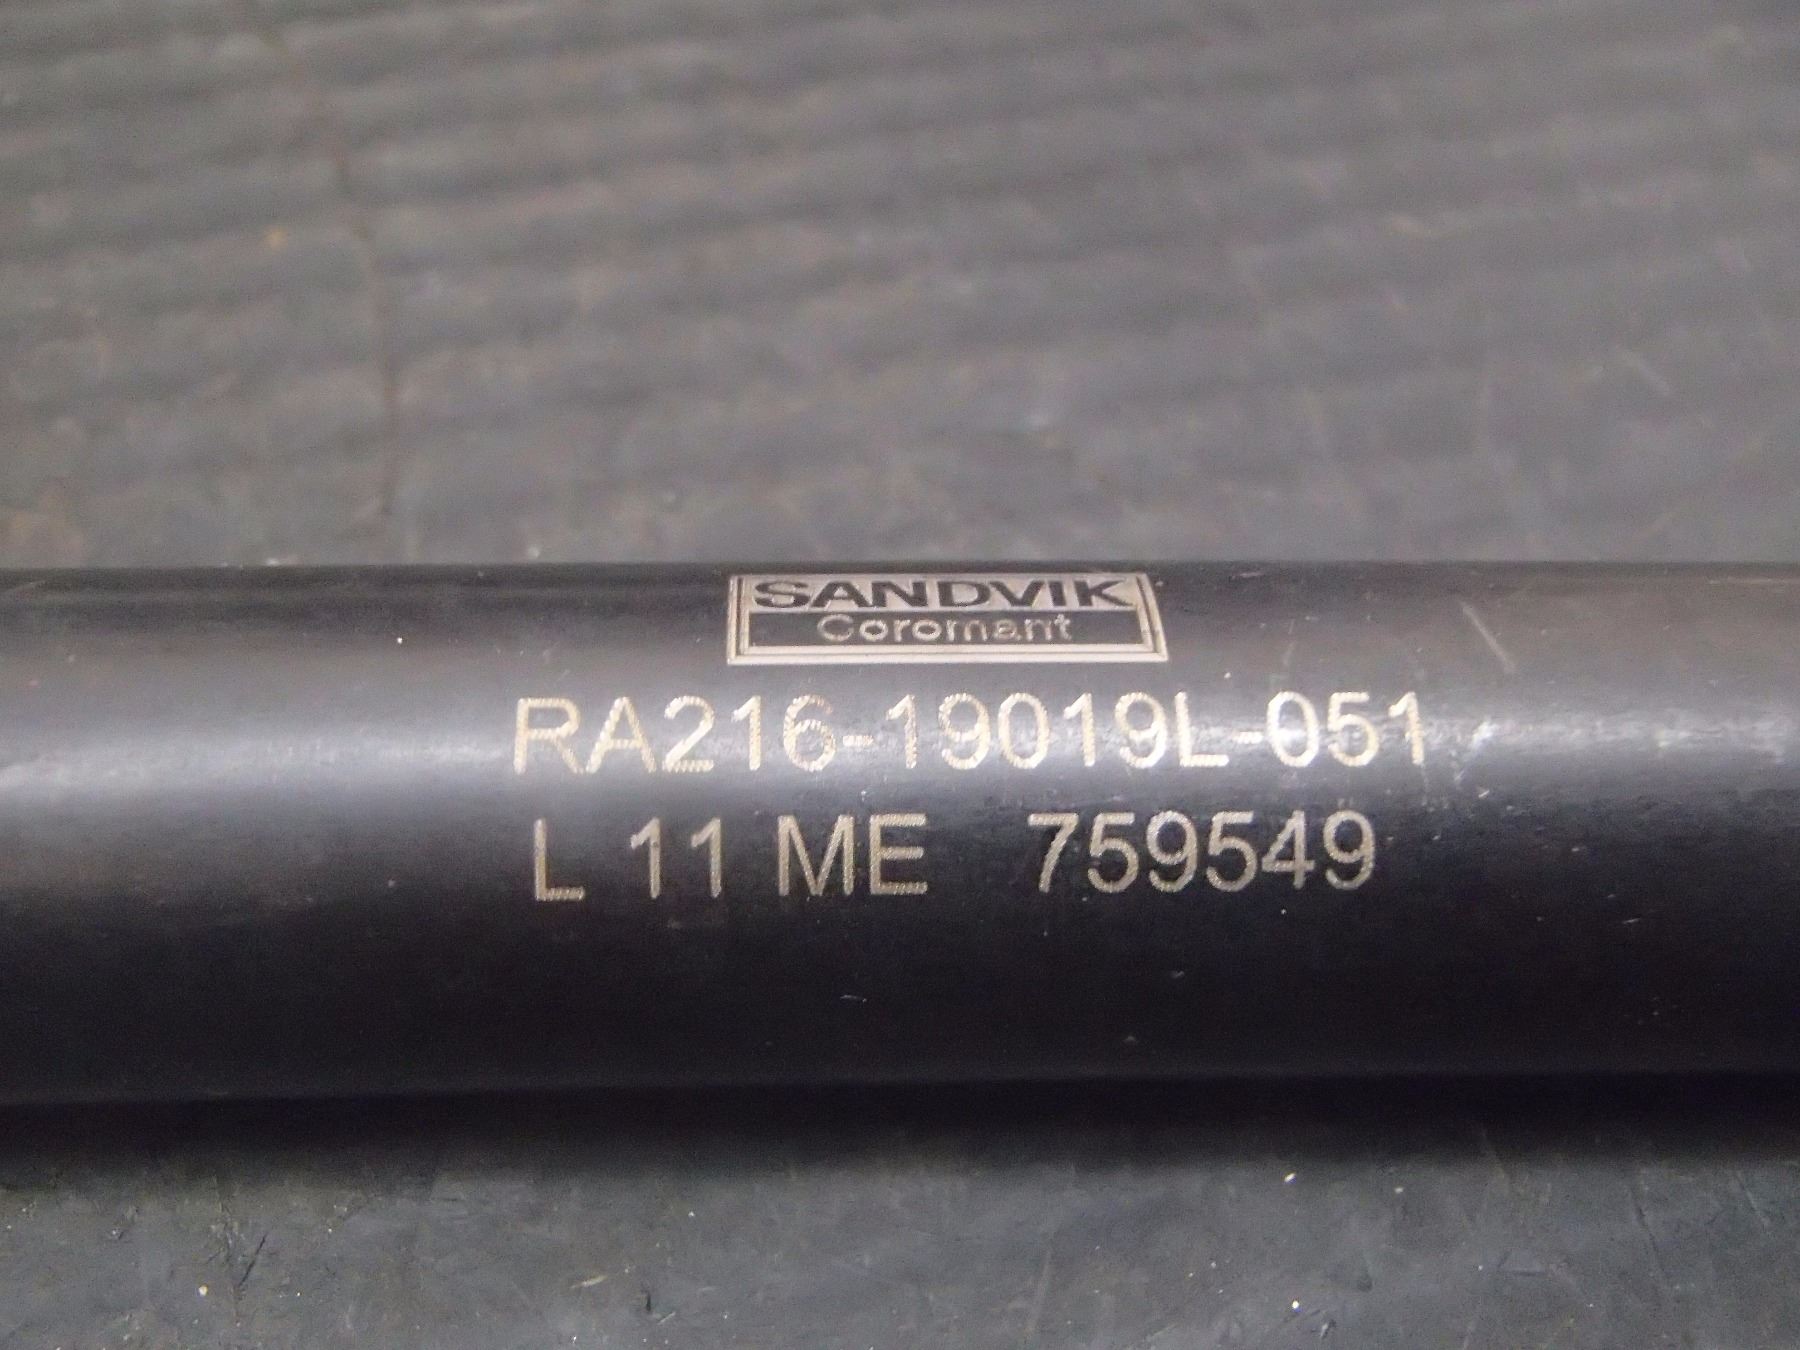 SANDVIK
Coromant
RA216-19019L-051
L 11 ME 759549